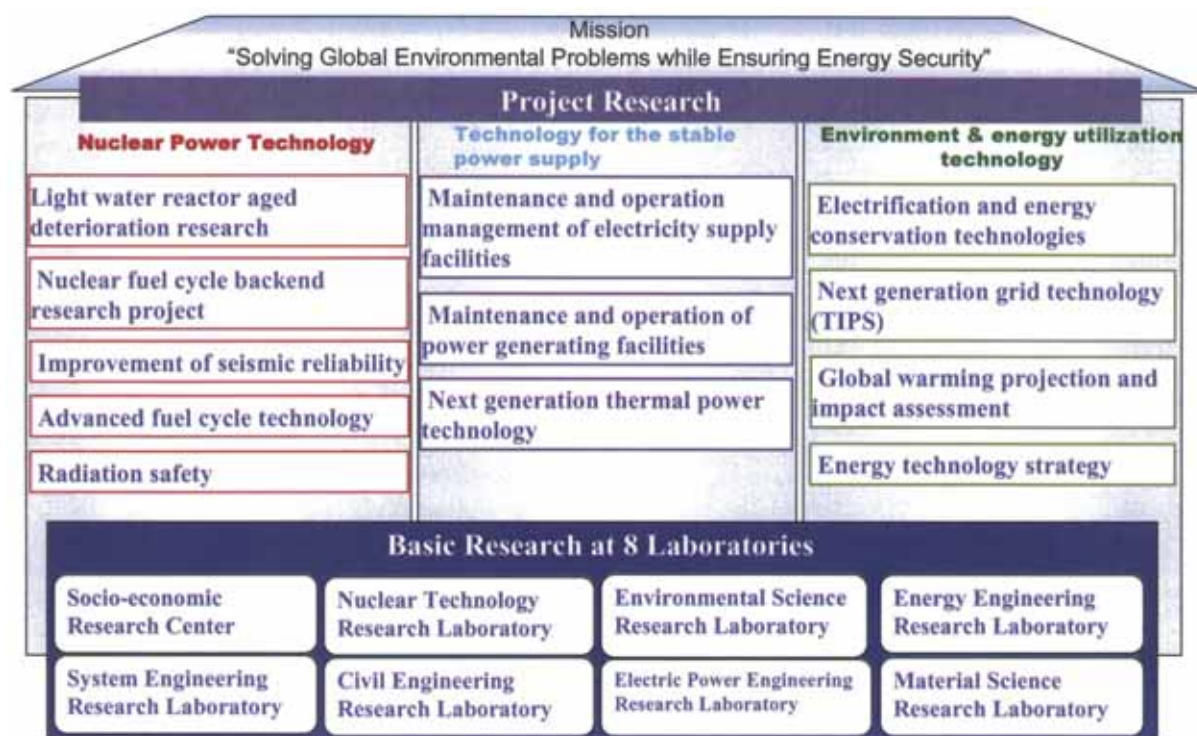 Mission
"Solving Global Environmental Problems while Ensuring Energy Security"
Project Research
Nuclear Power Technology
Light water reactor aged
deterioration research
Nuclear fuel cycle backend
research project
Improvement of seismic reliability
Advanced fuel cycle technology
Radiation safety
Technology for the stable
power supply
Maintenance and operation
management of electricity supply
facilities
Maintenance and operation of
power generating facilities
Next generation thermal power
technology
Environment & energy utilization
technology
Electrification and energy
conservation technologies
Next generation grid technology
(TIPS)
Global warming projection and
impact assessment
Energy technology strategy
Basic Research at 8 Laboratories
Socio-economic
Research Center
Nuclear Technology
Research Laboratory
Environmental Science
Research Laboratory
Energy Engineering
Research Laboratory
System Engineering
Research Laboratory
Civil Engineering
Research Laboratory
Electric Power Engineering
Research Laboratory
Material Science
Research Laboratory